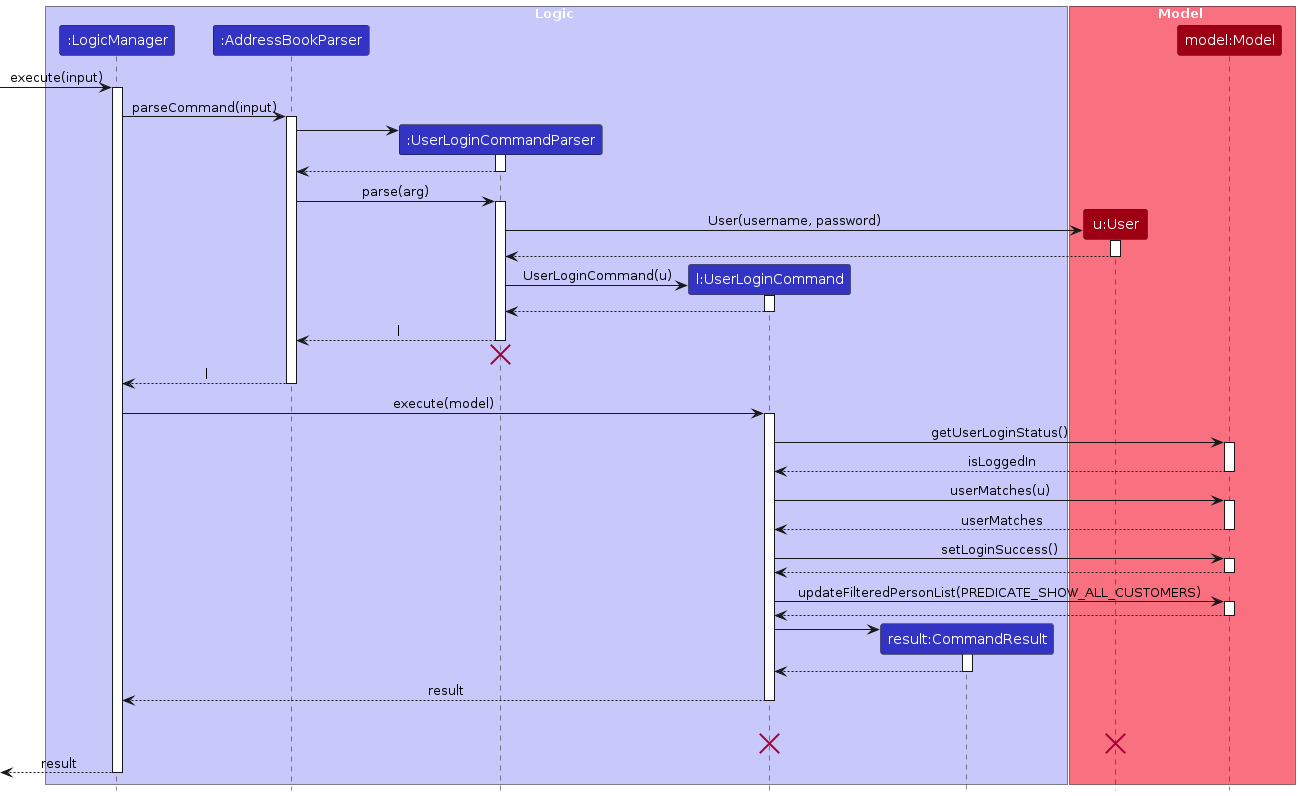 Logic
Model
:LogicManager
:AddressBookParser
model:Model
execute(input)
parseCommand(input)
:UserLoginCommandParser
parse(arg)
User(username, password)
u:User
UserLoginCommand(u)
l:UserLoginCommand
l
l
execute(model)
getUserLoginStatus()
isLoggedIn
userMatches(u)
userMatches
setLoginSuccess()
updateFilteredPersonList(PREDICATE_SHOW_ALL_CUSTOMERS)
result:CommandResult
result
result